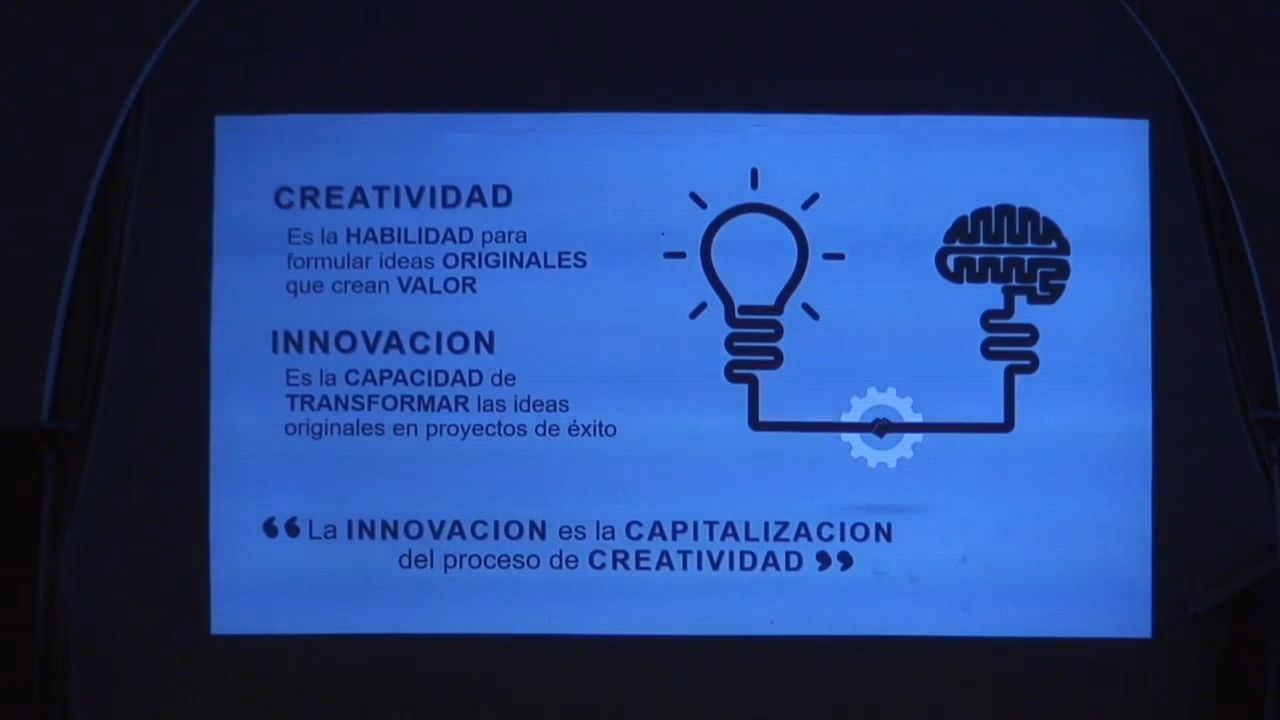 CREATIVIDAD
Es la HABILIDAD para
formular ideas ORIGINALES
que crean VALOR
INNOVACION
Es la CAPACIDAD de
TRANSFORMAR las ideas
originales en proyectos de éxito
“La INNOVACION es la CAPITALIZACION
del proceso de CREATIVIDAD”